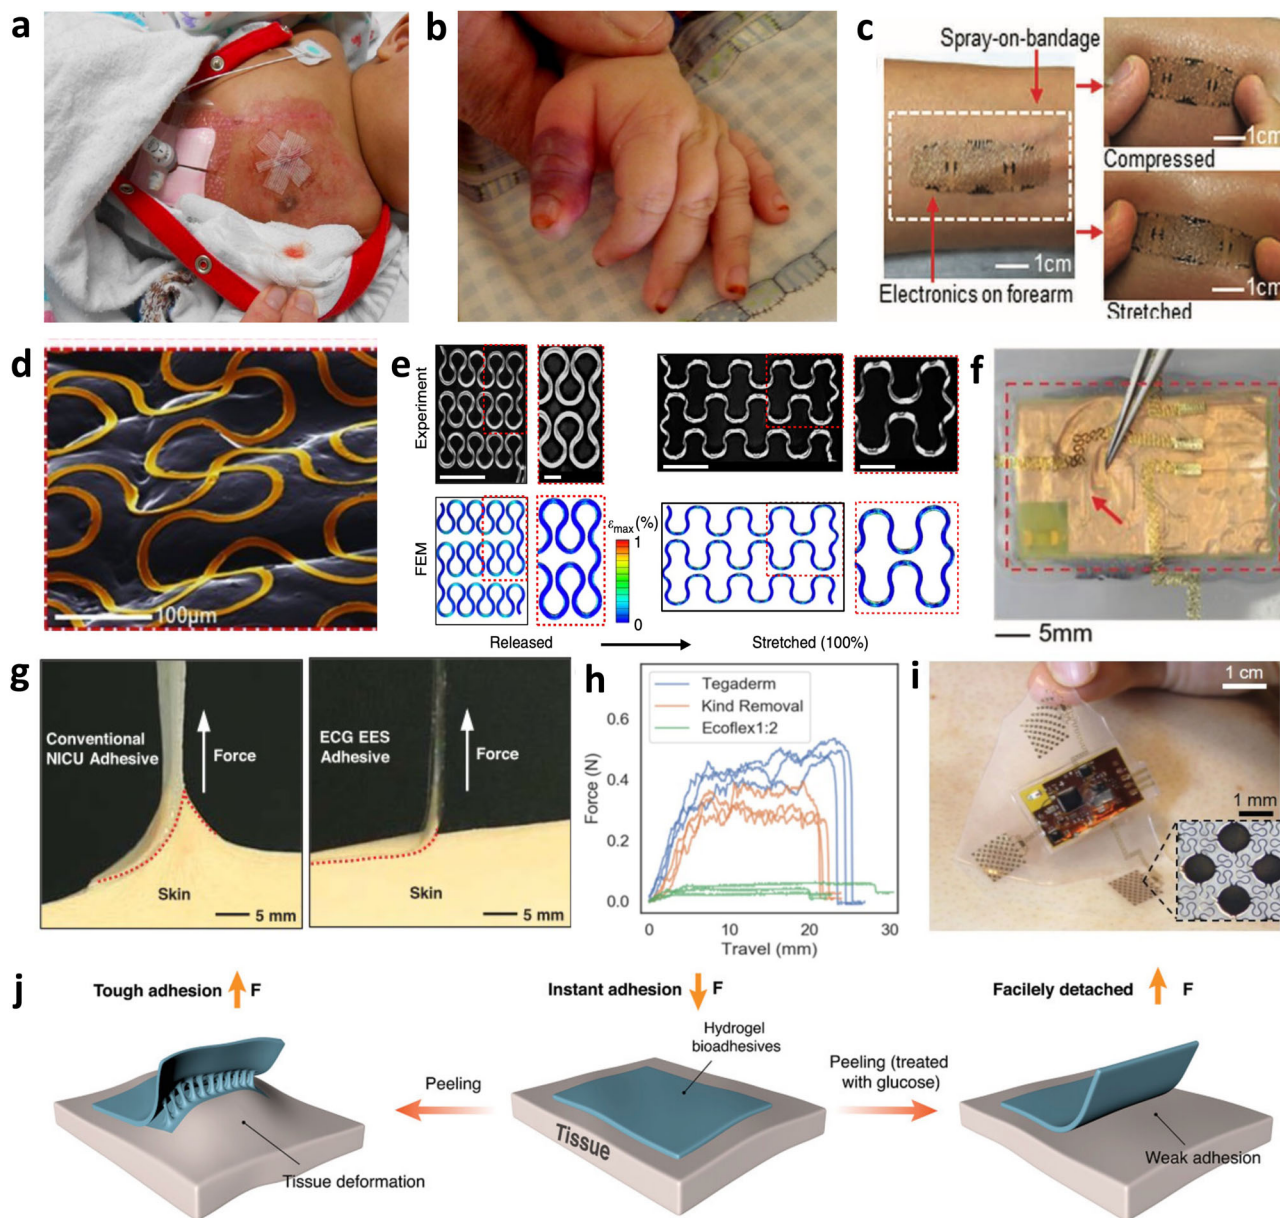 a
b
c
Spray-on-bandage
1cm
Compressed
1cm
Electronics on forearm
1cm
Stretched
d
100μm
e
Experiment
FEM
εmax(%)
1
0
Released
Stretched (100%)
f
5mm
g
Conventional
NICU Adhesive
Force
Skin
5 mm
ECG EES
Adhesive
Force
Skin
5 mm
h
Tegaderm
Kind Removal
Ecoflex1:2
Force (N)
0.6
0.4
0.2
0.0
0
10
20
30
Travel (mm)
i
1 cm
1 mm
j
Tough adhesion
F
Instant adhesion
F
Facilely detached
F
Hydrogel
bioadhesives
Peeling
Peeling (treated
with glucose)
Tissue
Tissue deformation
Weak adhesion